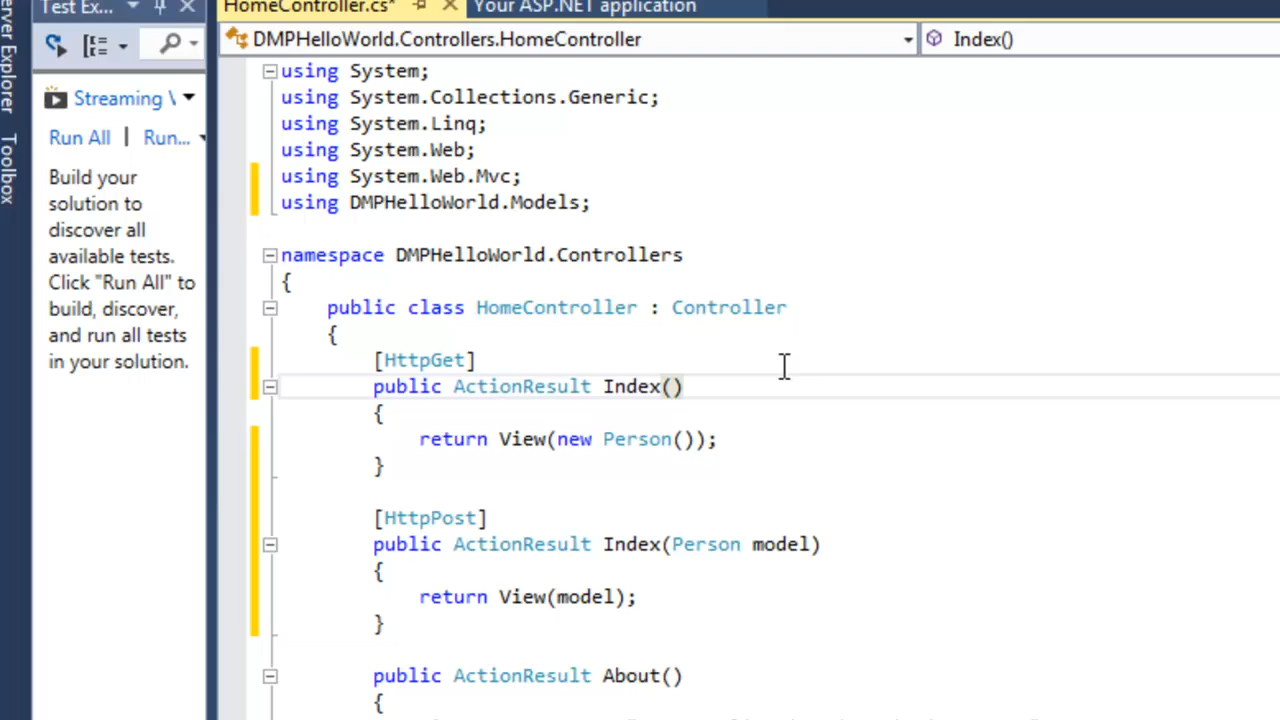 Test Ex...
HomeController.cs*
Your ASP.NET application
Server Explorer
Toolbox
DMPHelloWorld.Controllers.HomeController
Index()
Streaming
Run All | Run...
Build your
solution to
discover all
available tests.
Click "Run All" to
build, discover,
and run all tests
in your solution.
using System;
using System.Collections.Generic;
using System.Linq;
using System.Web;
using System.Web.Mvc;
using DMPHelloWorld.Models;
namespace DMPHelloWorld.Controllers
{
public class HomeController : Controller
{
[HttpGet]
public ActionResult Index()
{
return View(new Person());
}
[HttpPost]
public ActionResult Index(Person model)
{
return View(model);
}
public ActionResult About()
{